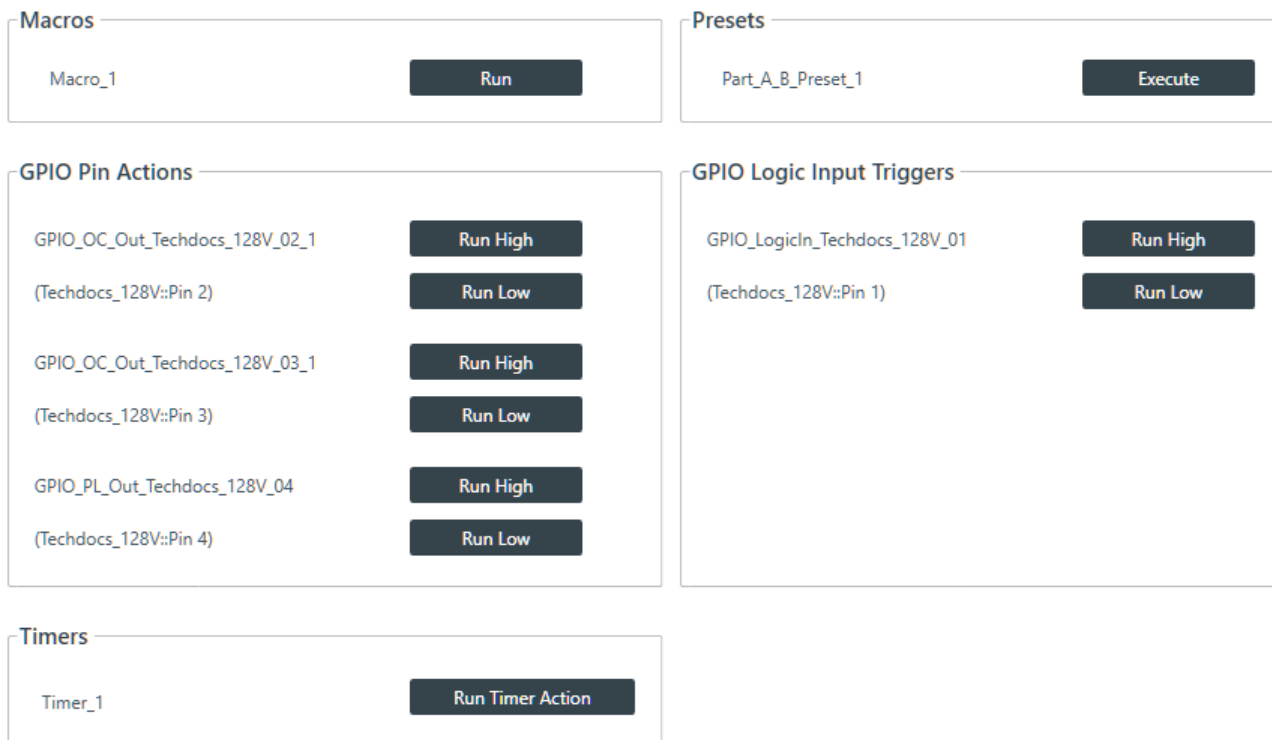 Macros
Macro_1 Run
Presets
Part_A_B_Preset_1 Execute
GPIO Pin Actions
GPIO_OC_Out_Techdocs_128V_02_1 Run High
(Techdocs_128V::Pin 2) Run Low
GPIO_OC_Out_Techdocs_128V_03_1 Run High
(Techdocs_128V::Pin 3) Run Low
GPIO_PL_Out_Techdocs_128V_04 Run High
(Techdocs_128V::Pin 4) Run Low
GPIO Logic Input Triggers
GPIO_LogicIn_Techdocs_128V_01 Run High
(Techdocs_128V::Pin 1) Run Low
Timers
Timer_1 Run Timer Action